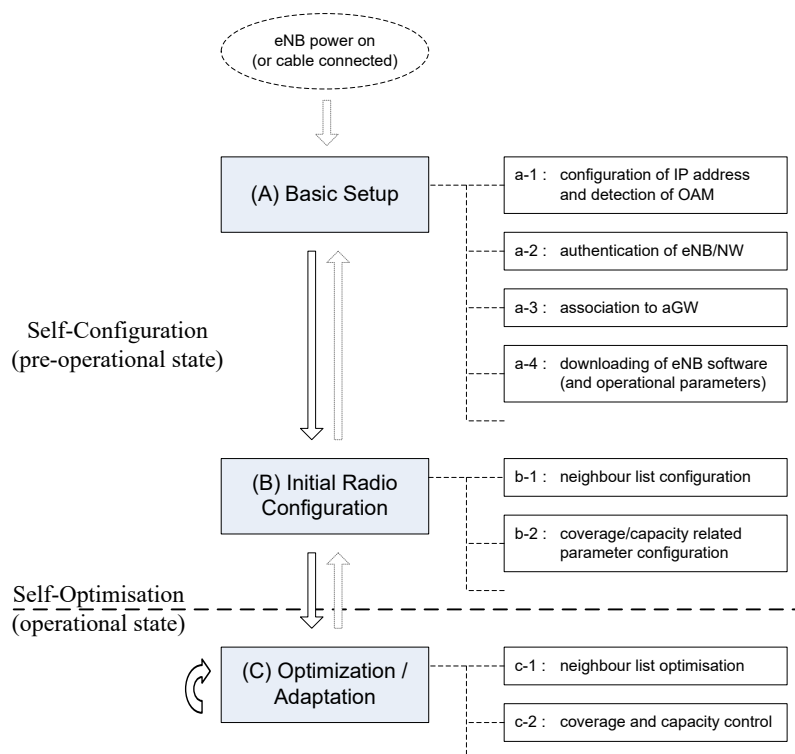 eNB power on
(or cable connected)
(A) Basic Setup
a-1 : configuration of IP address
and detection of OAM
a-2 : authentication of eNB/NW
a-3 : association to aGW
a-4 : downloading of eNB software
(and operational parameters)
Self-Configuration
(pre-operational state)
(B) Initial Radio
Configuration
b-1 : neighbour list configuration
b-2 : coverage/capacity related
parameter configuration
Self-Optimisation
(operational state)
(C) Optimization /
Adaptation
c-1 : neighbour list optimisation
c-2 : coverage and capacity control